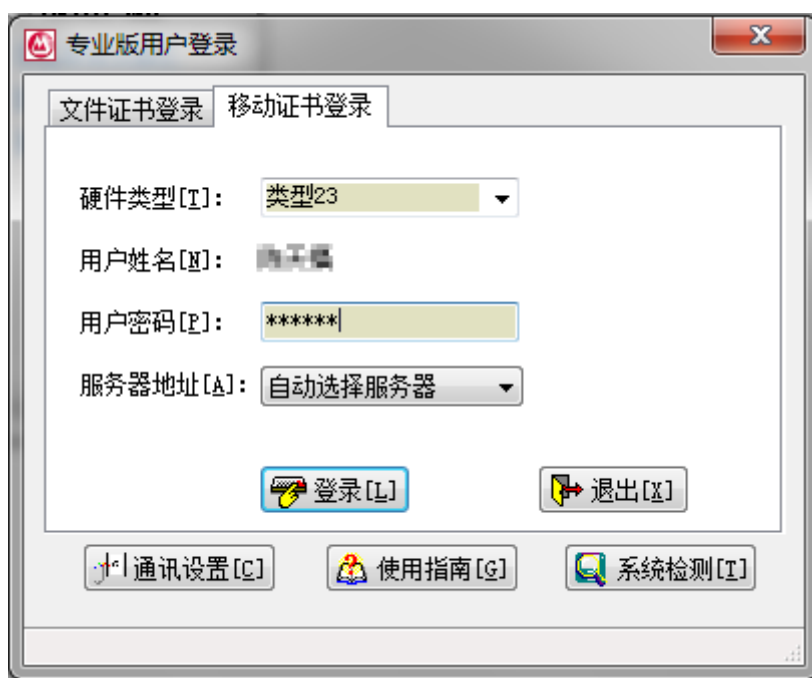 专业版用户登录
文件证书登录 移动证书登录
硬件类型[T]: 类型23
用户姓名[N]:
用户密码[P]: ******
服务器地址[A]: 自动选择服务器
登录[L] 退出[X]
通讯设置[C] 使用指南[G] 系统检测[T]